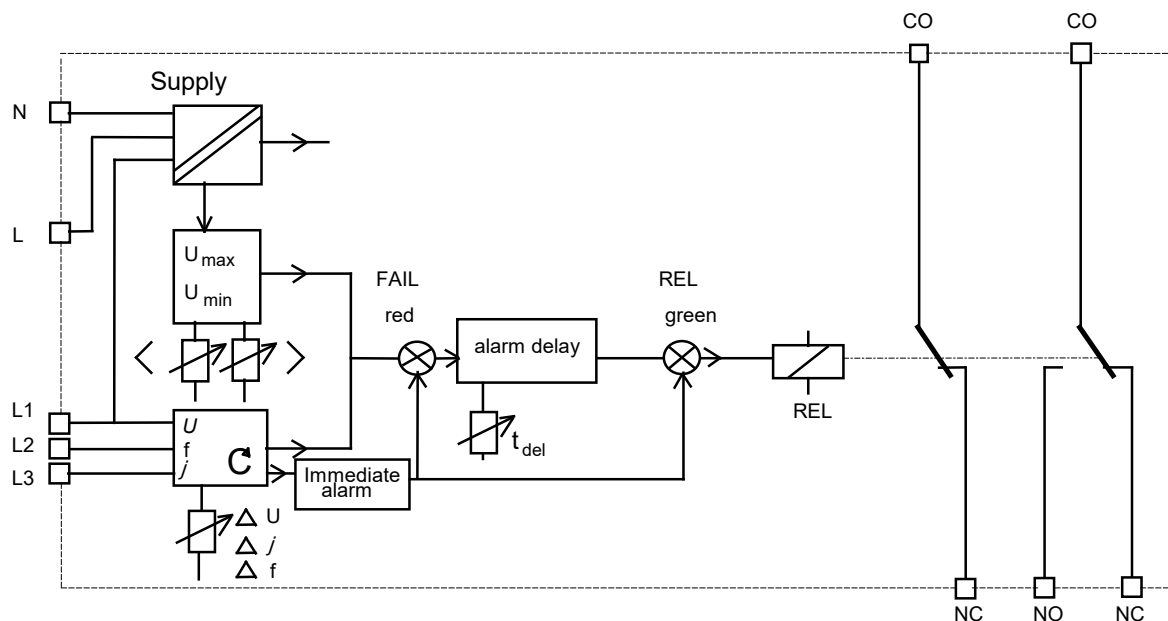 CO
CO
Supply
N
L
U max
U min
FAIL
red
REL
green
alarm delay
REL
L1
L2
L3
U
f
j
t del
Immediate
alarm
U
j
f
NC
NO
NC